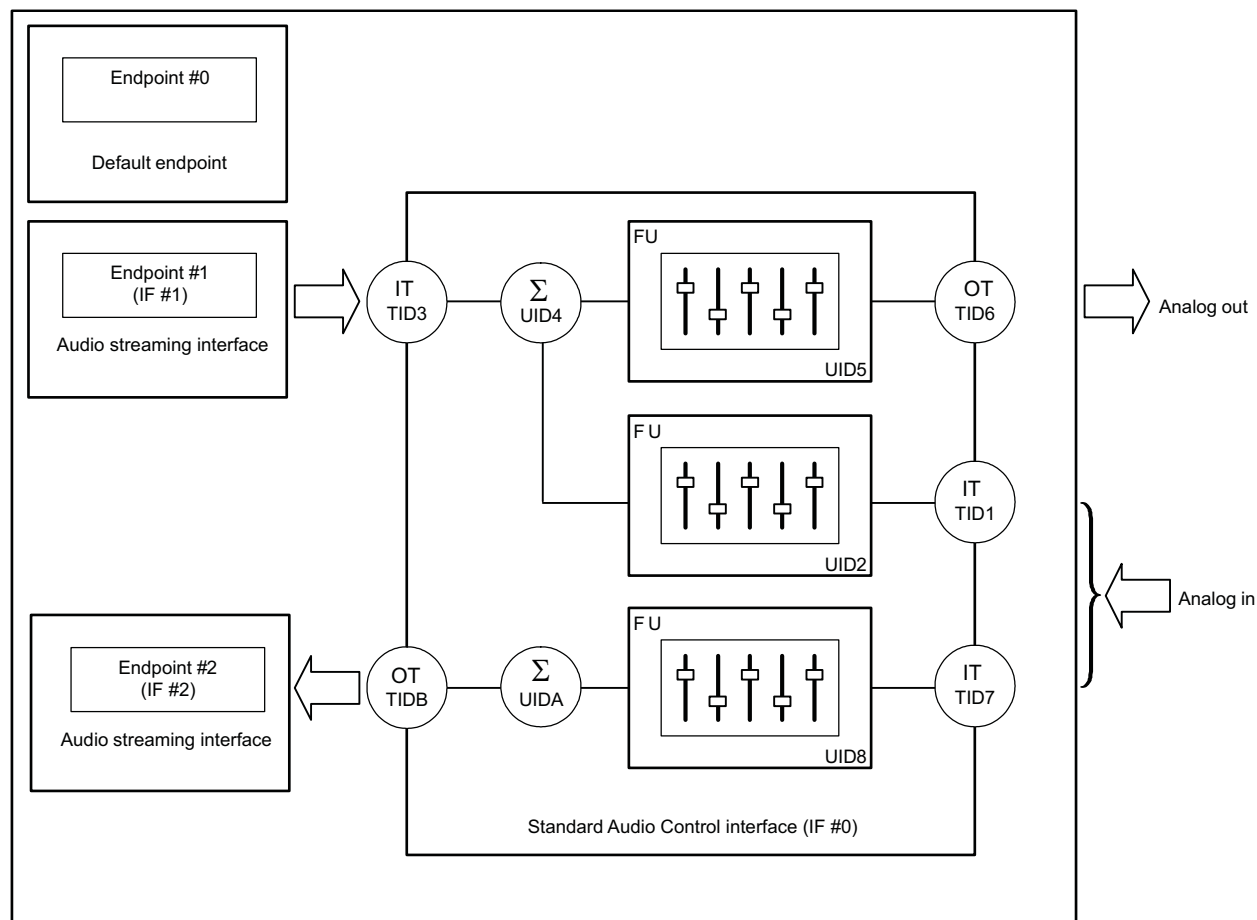 Endpoint #0
Default endpoint
Endpoint #1
(IF #1)
Audio streaming interface
IT
TID3
Σ
UID4
FU
UID5
OT
TID6
Analog out
F U
UID2
IT
TID1
Analog in
Endpoint #2
(IF #2)
Audio streaming interface
OT
TIDB
Σ
UIDA
F U
UID8
IT
TID7
Standard Audio Control interface (IF #0)